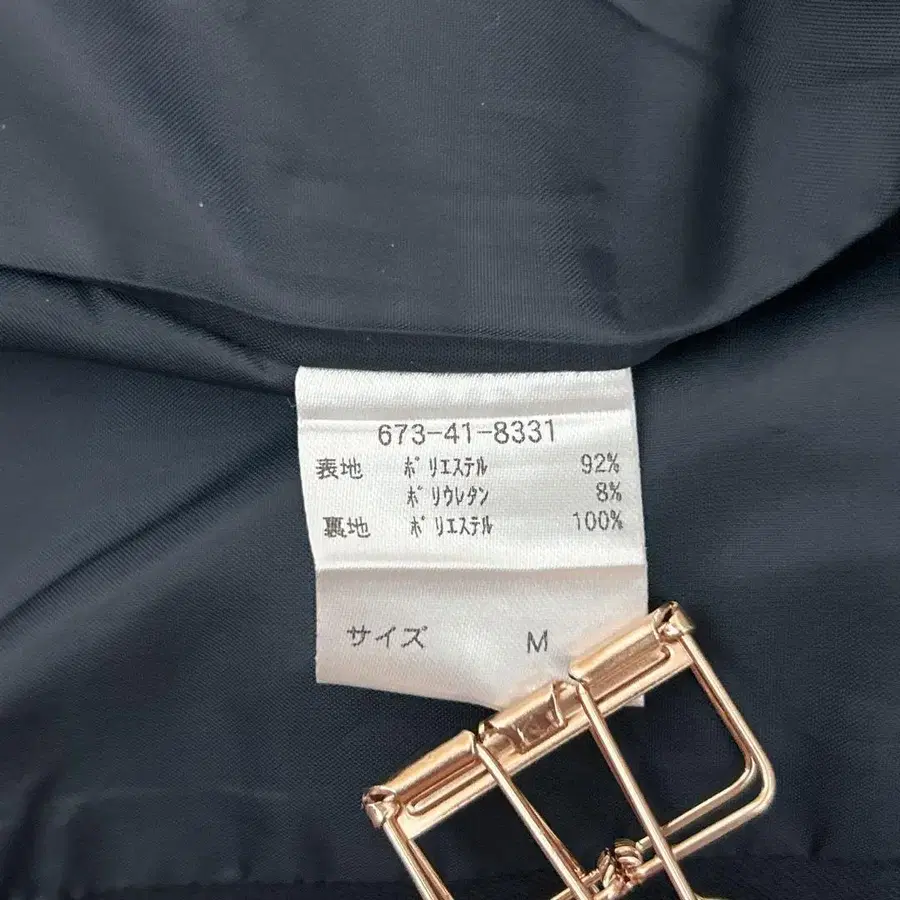 673-41-8331
表地 ポリエステル 92%
ポリウレタン 8%
裏地 ポリエステル 100%
サイズ M